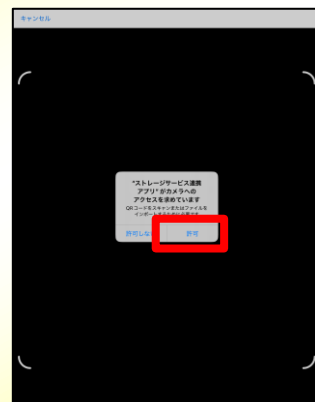 キャンセル
"ストレージサービス連携
アプリ"がカメラへの
アクセスを求めています
QRコードをスキャンまたはファイルを
許可しな
許可